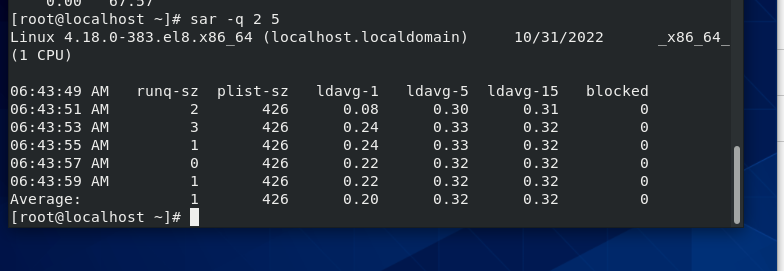 0.00   67.57
[root@localhost ~]# sar -q 2 5
Linux 4.18.0-383.el8.x86_64 (localhost.localdomain)     10/31/2022      _x86_64_
(1 CPU)

06:43:49 AM   runq-sz  plist-sz   ldavg-1   ldavg-5  ldavg-15   blocked
06:43:51 AM         2       426      0.08      0.30      0.31         0
06:43:53 AM         3       426      0.24      0.33      0.32         0
06:43:55 AM         1       426      0.24      0.33      0.32         0
06:43:57 AM         0       426      0.22      0.32      0.32         0
06:43:59 AM         1       426      0.22      0.32      0.32         0
Average:            1       426      0.20      0.32      0.32         0
[root@localhost ~]#